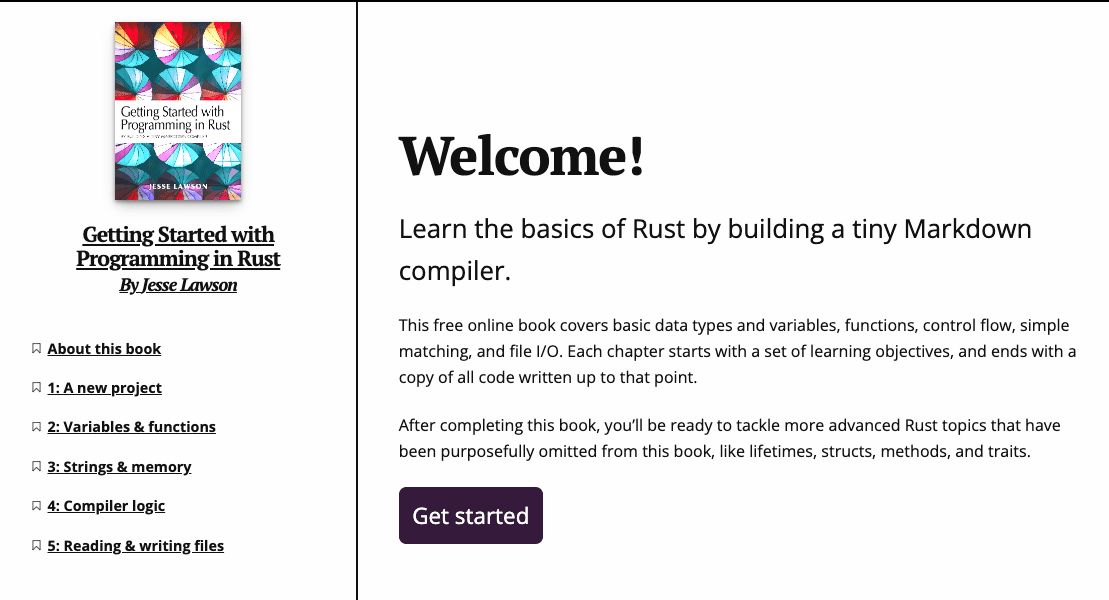 Getting Started with
Programming in Rust
JESSE LAWSON
Getting Started with
Programming in Rust
By Jesse Lawson
About this book
1: A new project
2: Variables & functions
3: Strings & memory
4: Compiler logic
5: Reading & writing files
Welcome!
Learn the basics of Rust by building a tiny Markdown
compiler.
This free online book covers basic data types and variables, functions, control flow, simple
matching, and file I/O. Each chapter starts with a set of learning objectives, and ends with a
copy of all code written up to that point.
After completing this book, you’ll be ready to tackle more advanced Rust topics that have
been purposefully omitted from this book, like lifetimes, structs, methods, and traits.
Get started